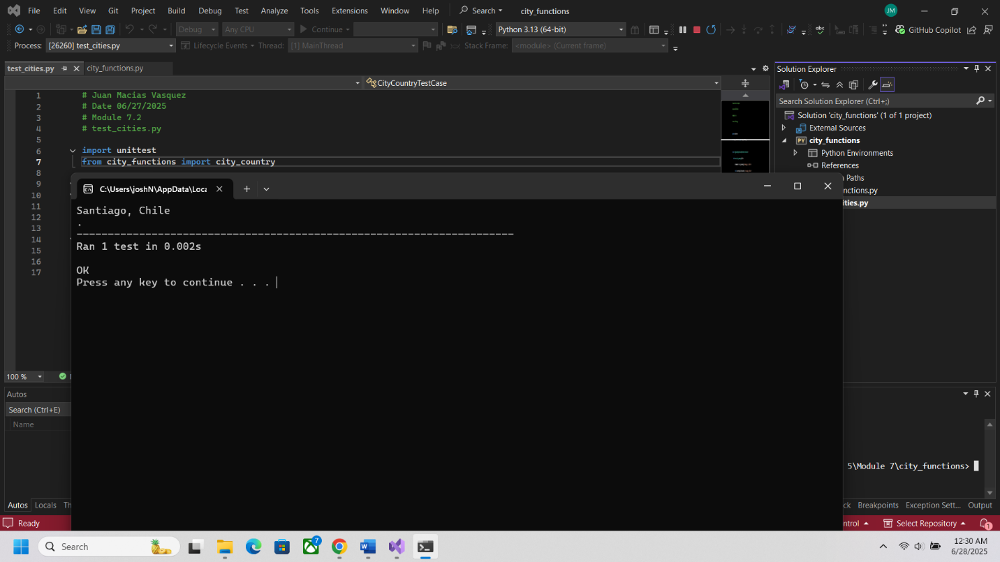 File Edit View Git Project Build Debug Test Analyze Tools Extensions Window Help Search city_functions JM
Debug Any CPU Continue Python 3.13 (64-bit) abc GitHub Copilot
Process: [26260] test_cities.py Lifecycle Events Thread: [1] MainThread Stack Frame: <module> (Current frame)
test_cities.py city_functions.py
CityCountryTestCase
1 # Juan Macias Vasquez
2 # Date 06/27/2025
3 # Module 7.2
4 # test_cities.py
5
6 import unittest
7 from city_functions import city_country
8
9
10
11
12
13
14
15
16
17
100 %
Solution Explorer
Search Solution Explorer (Ctrl+;)
Solution 'city_functions' (1 of 1 project)
External Sources
PY city_functions
Python Environments
References
Paths
nctions.py
ities.py
C:\Users\joshN\AppData\Loca
Santiago, Chile
.
----------------------------------------------------------------------
Ran 1 test in 0.002s
OK
Press any key to continue . . .
Autos
Search (Ctrl+E)
Name
5\Module 7\city_functions>
Autos Locals Th
ck Breakpoints Exception Sett... Output
Ready
ntrol Select Repository 1
Search 7
12:30 AM
6/28/2025